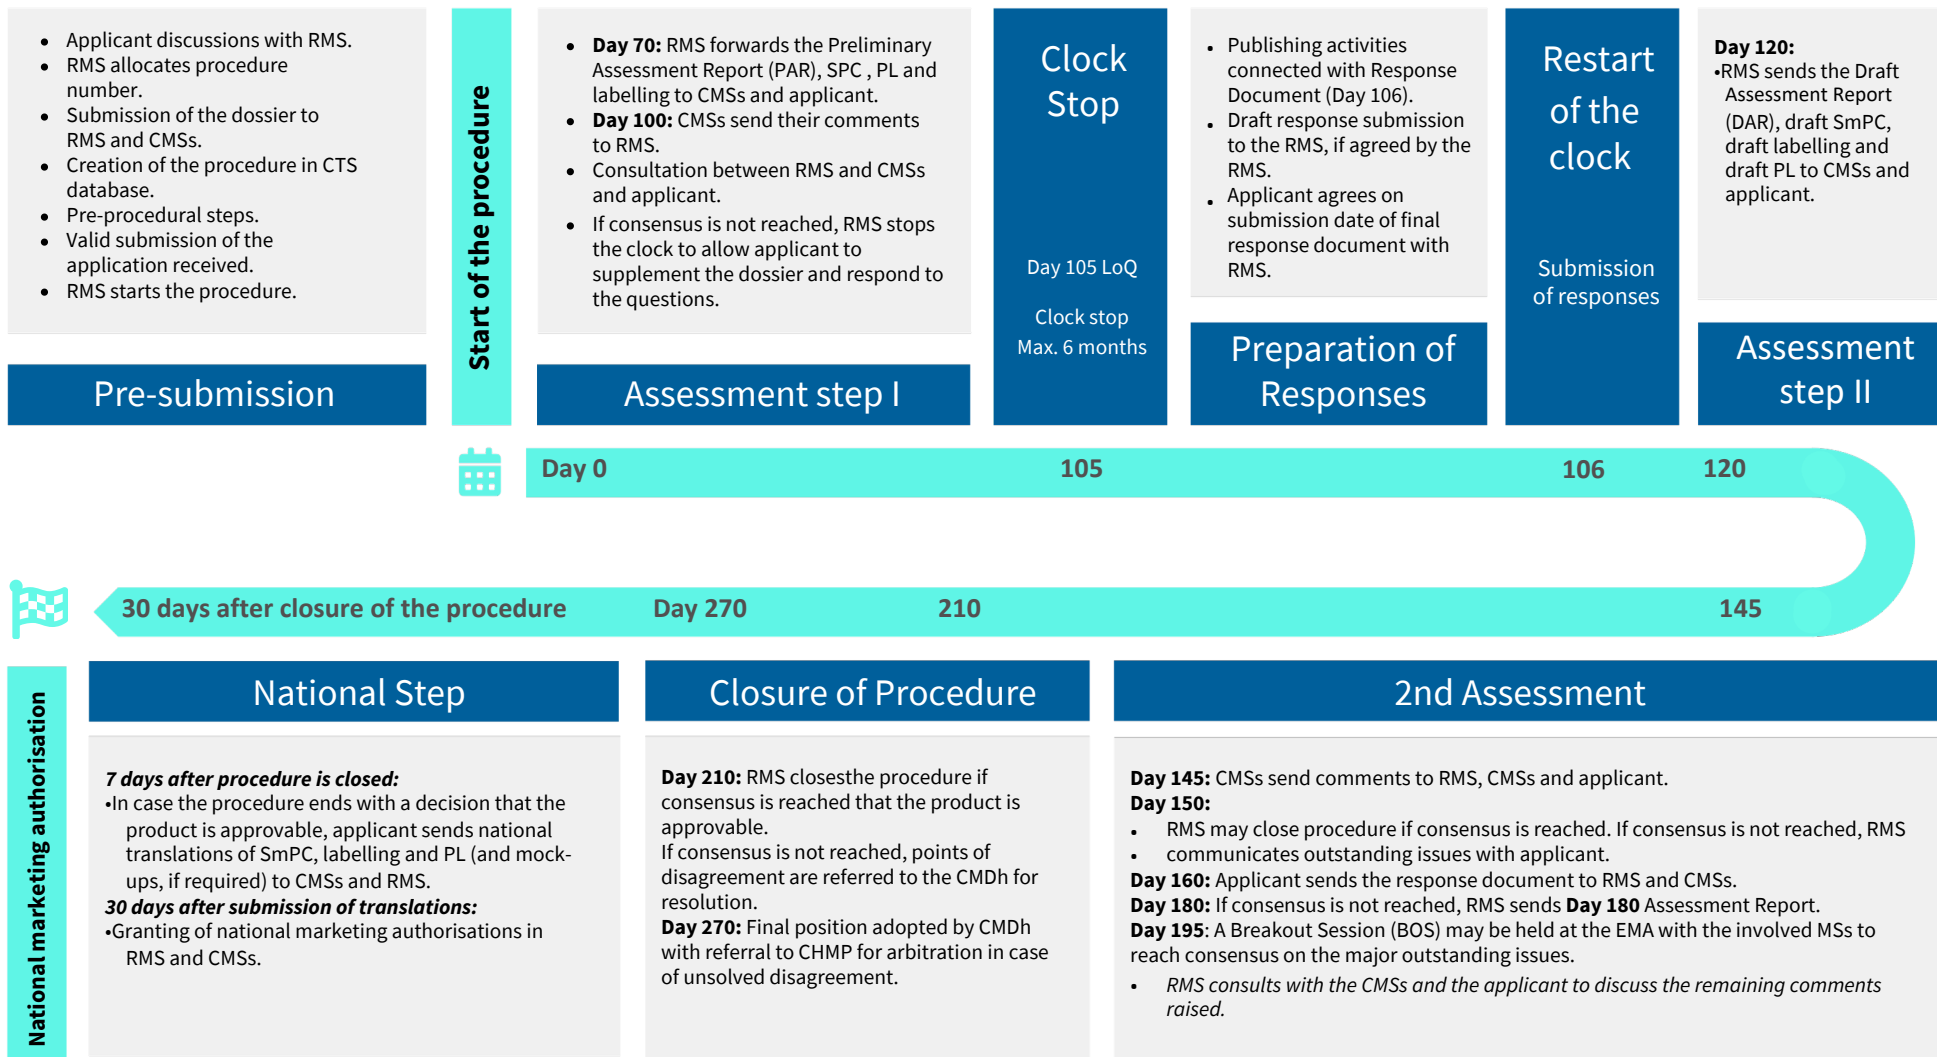 • Applicant discussions with RMS.
• RMS allocates procedure
number.
• Submission of the dossier to
RMS and CMSs.
• Creation of the procedure in CTS
database.
• Pre-procedural steps.
• Valid submission of the
application received.
• RMS starts the procedure.
Pre-submission
Start of the procedure
• Day 70: RMS forwards the Preliminary
Assessment Report (PAR), SPC , PL and
labelling to CMSs and applicant.
• Day 100: CMSs send their comments
to RMS.
• Consultation between RMS and CMSs
and applicant.
• If consensus is not reached, RMS stops
the clock to allow applicant to
supplement the dossier and respond to
the questions.
Assessment step I
Clock
Stop
Day 105 LoQ
Clock stop
Max. 6 months
• Publishing activities
connected with Response
Document (Day 106).
• Draft response submission
to the RMS, if agreed by the
RMS.
• Applicant agrees on
submission date of final
response document with
RMS.
Preparation of
Responses
Restart
of the
clock
Submission
of responses
Day 120:
•RMS sends the Draft
Assessment Report
(DAR), draft SmPC,
draft labelling and
draft PL to CMSs and
applicant.
Assessment
step II
Day 0 105 106 120
30 days after closure of the procedure Day 270 210 145
National marketing authorisation
National Step
7 days after procedure is closed:
•In case the procedure ends with a decision that the
product is approvable, applicant sends national
translations of SmPC, labelling and PL (and mock-
ups, if required) to CMSs and RMS.
30 days after submission of translations:
•Granting of national marketing authorisations in
RMS and CMSs.
Closure of Procedure
Day 210: RMS closesthe procedure if
consensus is reached that the product is
approvable.
If consensus is not reached, points of
disagreement are referred to the CMDh for
resolution.
Day 270: Final position adopted by CMDh
with referral to CHMP for arbitration in case
of unsolved disagreement.
2nd Assessment
Day 145: CMSs send comments to RMS, CMSs and applicant.
Day 150:
• RMS may close procedure if consensus is reached. If consensus is not reached, RMS
• communicates outstanding issues with applicant.
Day 160: Applicant sends the response document to RMS and CMSs.
Day 180: If consensus is not reached, RMS sends Day 180 Assessment Report.
Day 195: A Breakout Session (BOS) may be held at the EMA with the involved MSs to
reach consensus on the major outstanding issues.
• RMS consults with the CMSs and the applicant to discuss the remaining comments
raised.